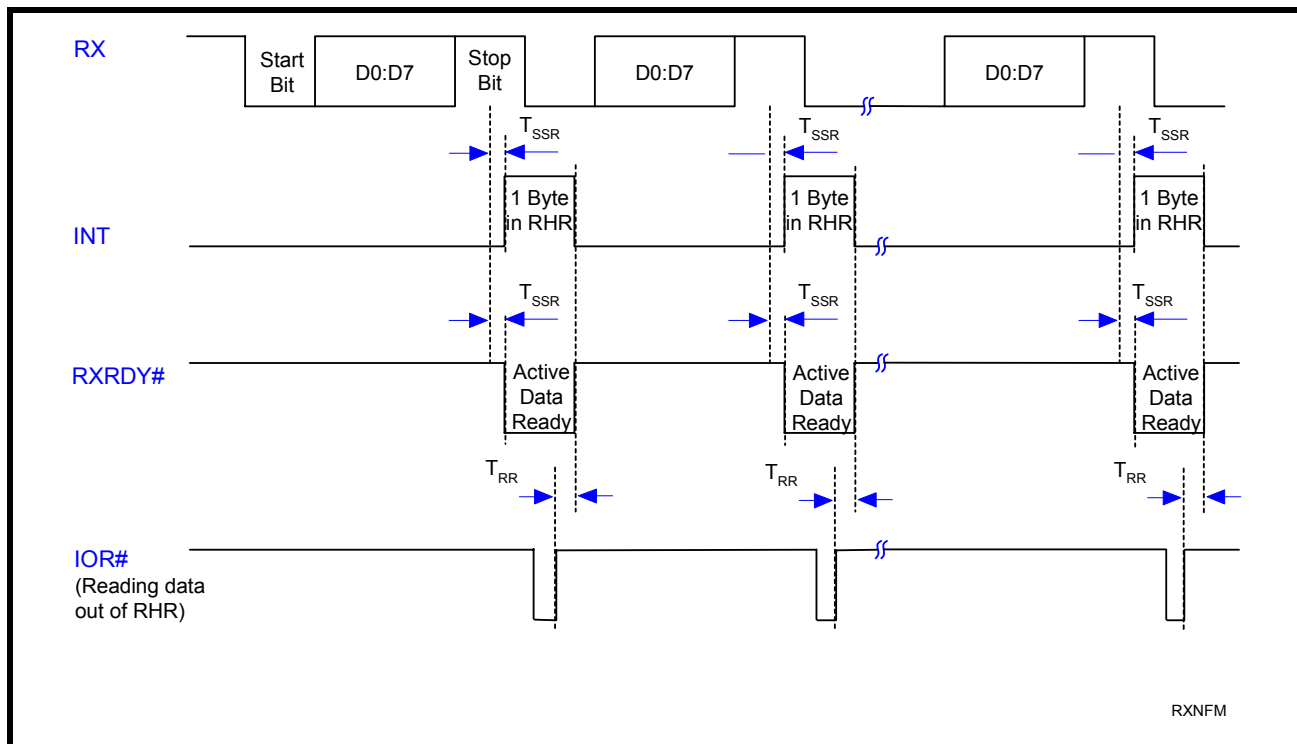 RX
Start
Bit
D0:D7
Stop
Bit
D0:D7
D0:D7
TSSR
TSSR
TSSR
INT
1 Byte
in RHR
1 Byte
in RHR
1 Byte
in RHR
TSSR
TSSR
TSSR
RXRDY#
Active
Data
Ready
Active
Data
Ready
Active
Data
Ready
TRR
TRR
TRR
IOR#
(Reading data
out of RHR)
RXNFM